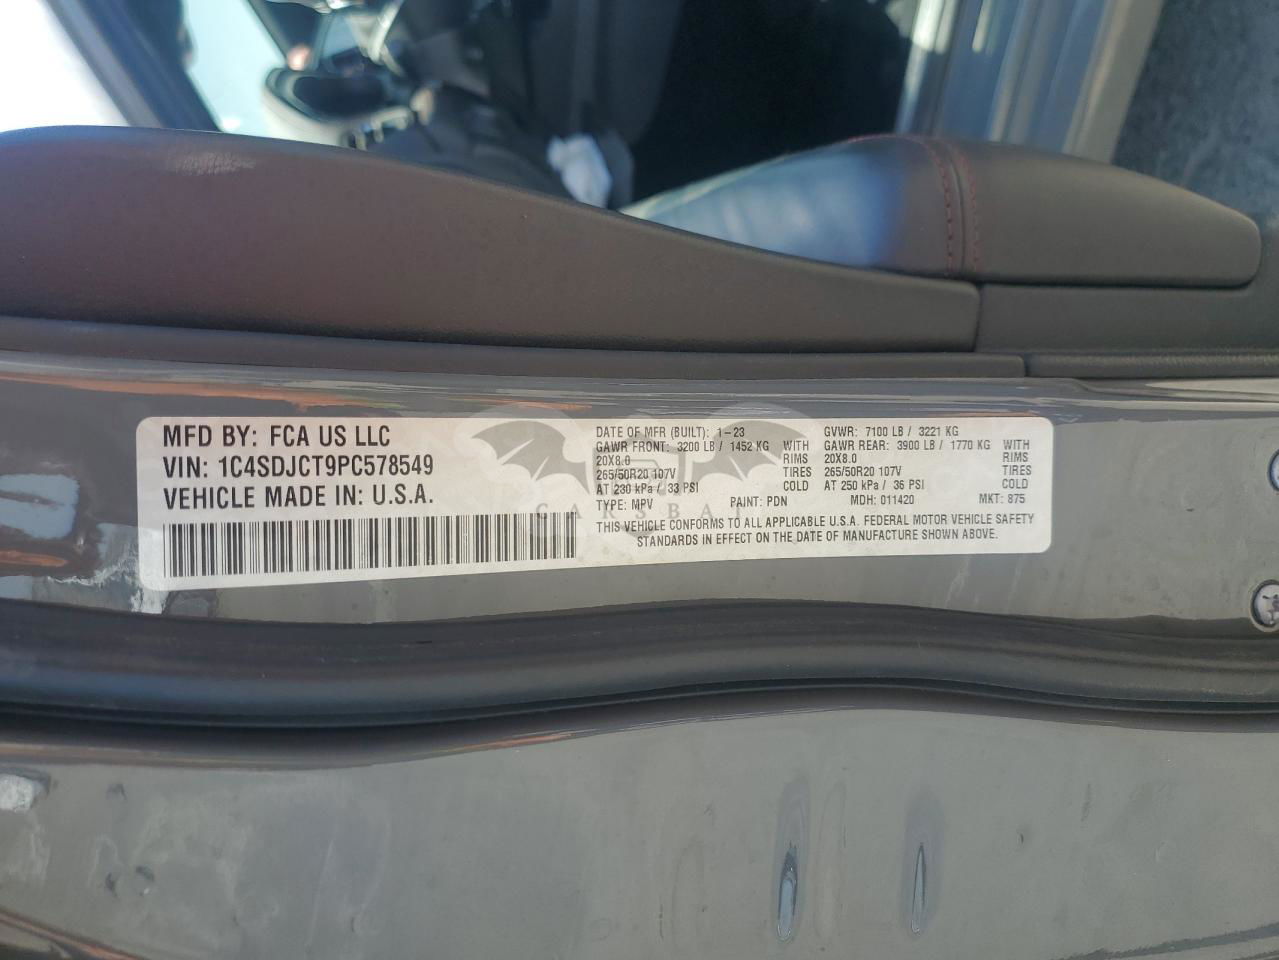 MFD BY: FCA US LLC
VIN: 1C4SDJCT9PC578549
VEHICLE MADE IN: U.S.A.
DATE OF MFR (BUILT): 1-23 GVWR: 7100 LB / 3221 KG
GAWR FRONT: 3200 LB / 1452 KG WITH GAWR REAR: 3900 LB / 1770 KG WITH
20X8.0 RIMS 20X8.0 RIMS
265/50R20 107V TIRES 265/50R20 107V TIRES
AT 230 kPa / 33 PSI COLD AT 250 kPa / 36 PSI COLD
TYPE: MPV PAINT: PDN MDH: 011420 MKT: 875
CARSBAT
THIS VEHICLE CONFORMS TO ALL APPLICABLE U.S.A. FEDERAL MOTOR VEHICLE SAFETY
STANDARDS IN EFFECT ON THE DATE OF MANUFACTURE SHOWN ABOVE.